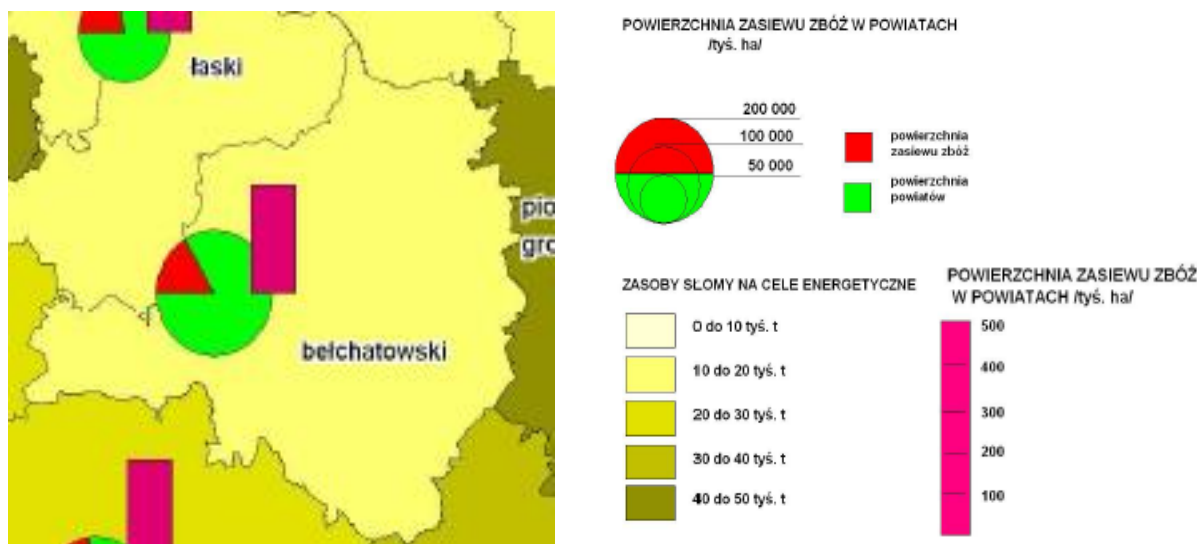 łaski
pio
gro
bełchatowski
POWIERZCHNIA ZASIEWU ZBÓŻ W POWIATACH
/tyś. ha/
200 000
100 000
50 000
powierzchnia
zasiewu zbóż
powierzchnia
powiatów
ZASOBY SŁOMY NA CELE ENERGETYCZNE
0 do 10 tyś. t
10 do 20 tyś. t
20 do 30 tyś. t
30 do 40 tyś. t
40 do 50 tyś. t
POWIERZCHNIA ZASIEWU ZBÓŻ
W POWIATACH /tyś. ha/
500
400
300
200
100